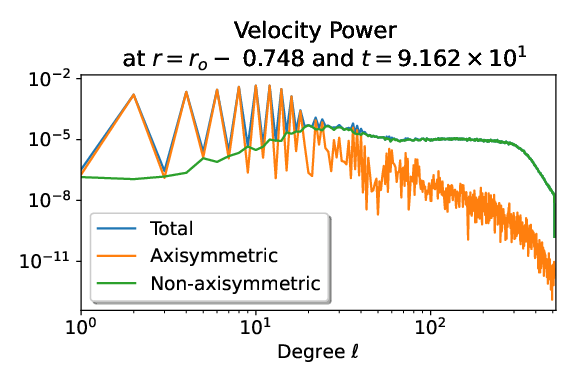 Velocity Power
at r = r_o − 0.748 and t = 9.162 × 10^1
10^−2
10^−5
10^−8
10^−11
Total
Axisymmetric
Non-axisymmetric
10^0
10^1
10^2
Degree ℓ